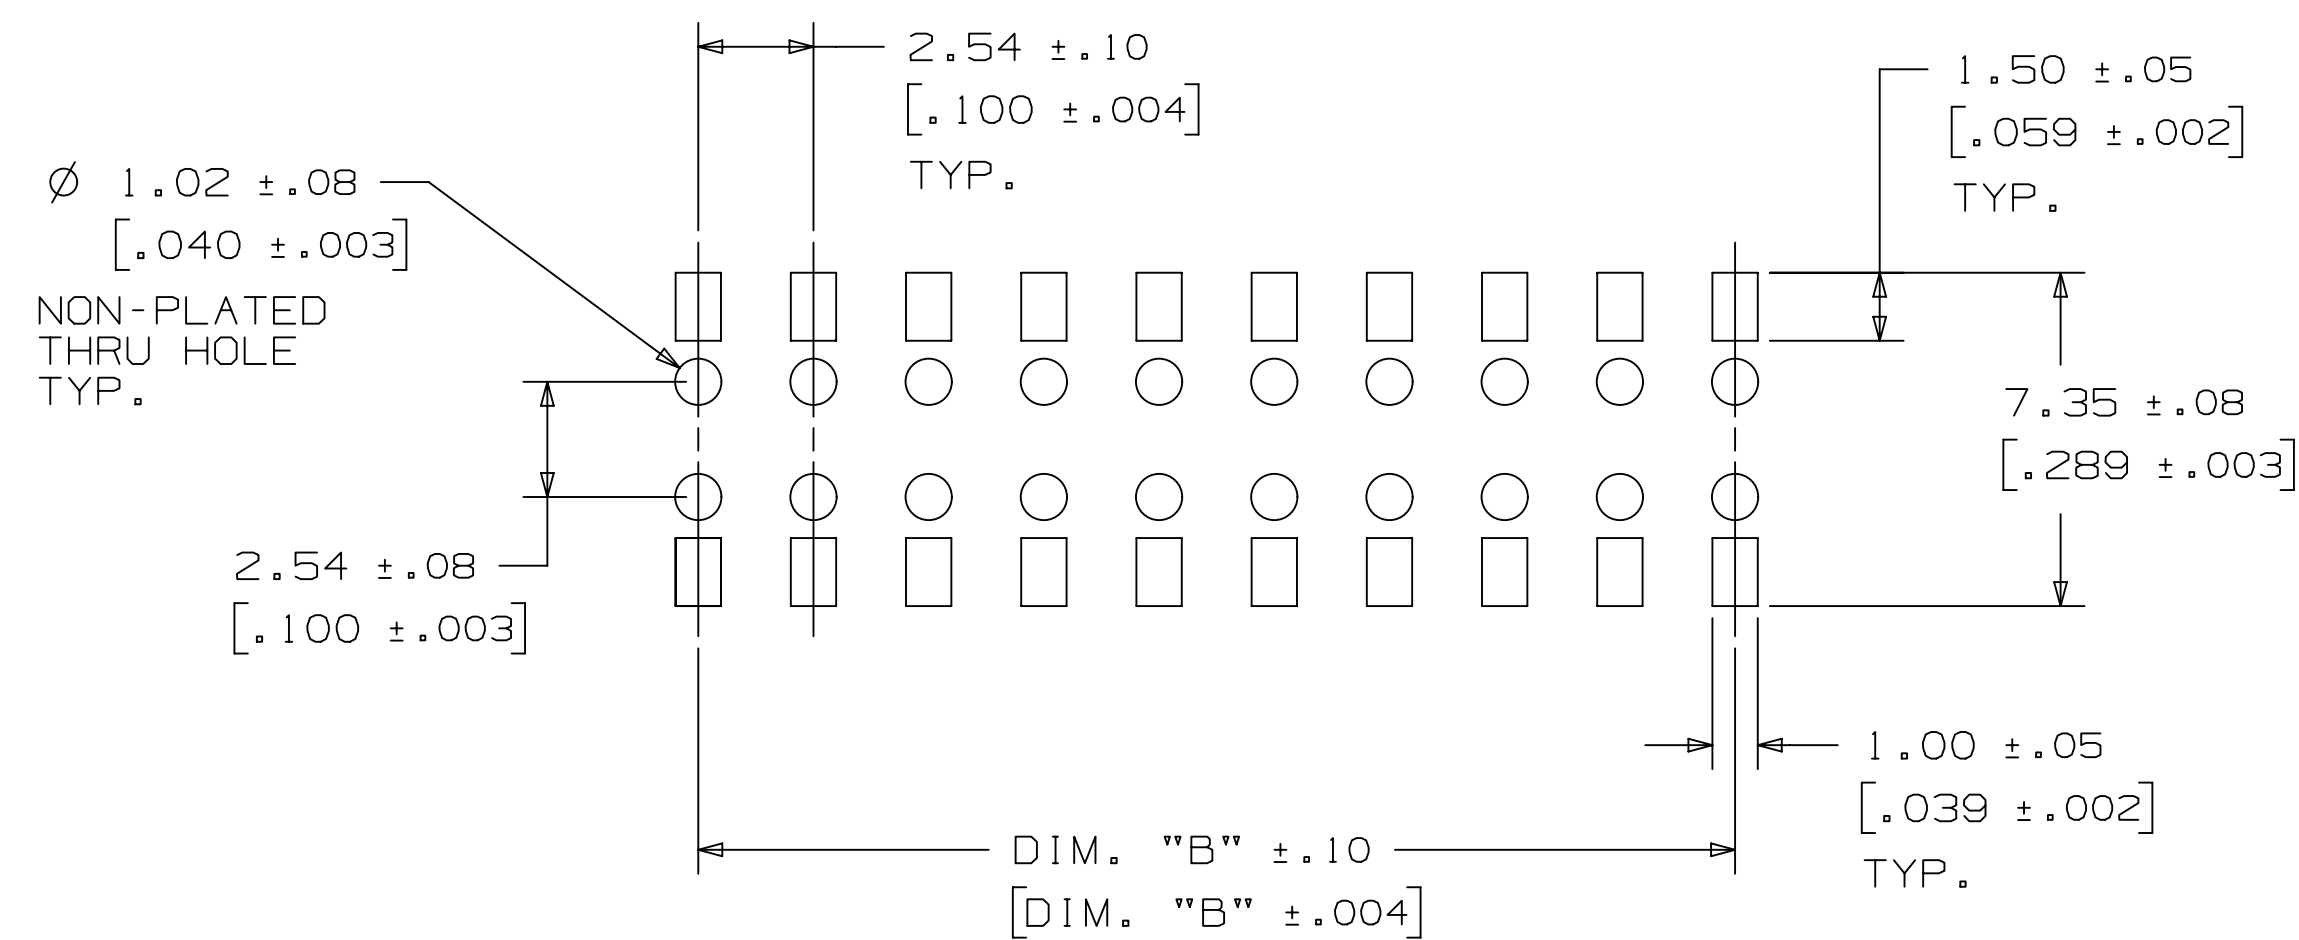 2.54 ±.10
[.100 ±.004]
TYP.
1.50 ±.05
[.059 ±.002]
TYP.
Ø 1.02 ±.08
[.040 ±.003]
NON-PLATED
THRU HOLE
TYP.
7.35 ±.08
[.289 ±.003]
2.54 ±.08
[.100 ±.003]
1.00 ±.05
[.039 ±.002]
TYP.
DIM. "B" ±.10
[DIM. "B" ±.004]